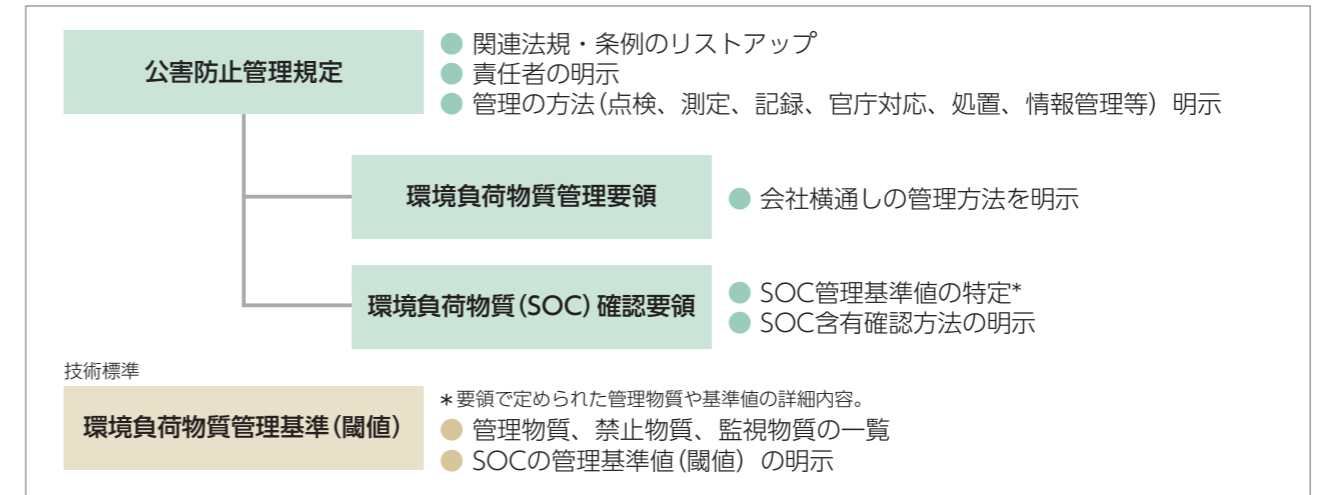 公害防止管理規定
● 関連法規・条例のリストアップ
● 責任者の明示
● 管理の方法(点検、測定、記録、官庁対応、処置、情報管理等) 明示
環境負荷物質管理要領
● 会社横通しの管理方法を明示
環境負荷物質(SOC) 確認要領
● SOC管理基準値の特定*
● SOC含有確認方法の明示
技術標準
環境負荷物質管理基準(閾値)
*要領で定められた管理物質や基準値の詳細内容。
● 管理物質、禁止物質、監視物質の一覧
● SOCの管理基準値(閾値) の明示